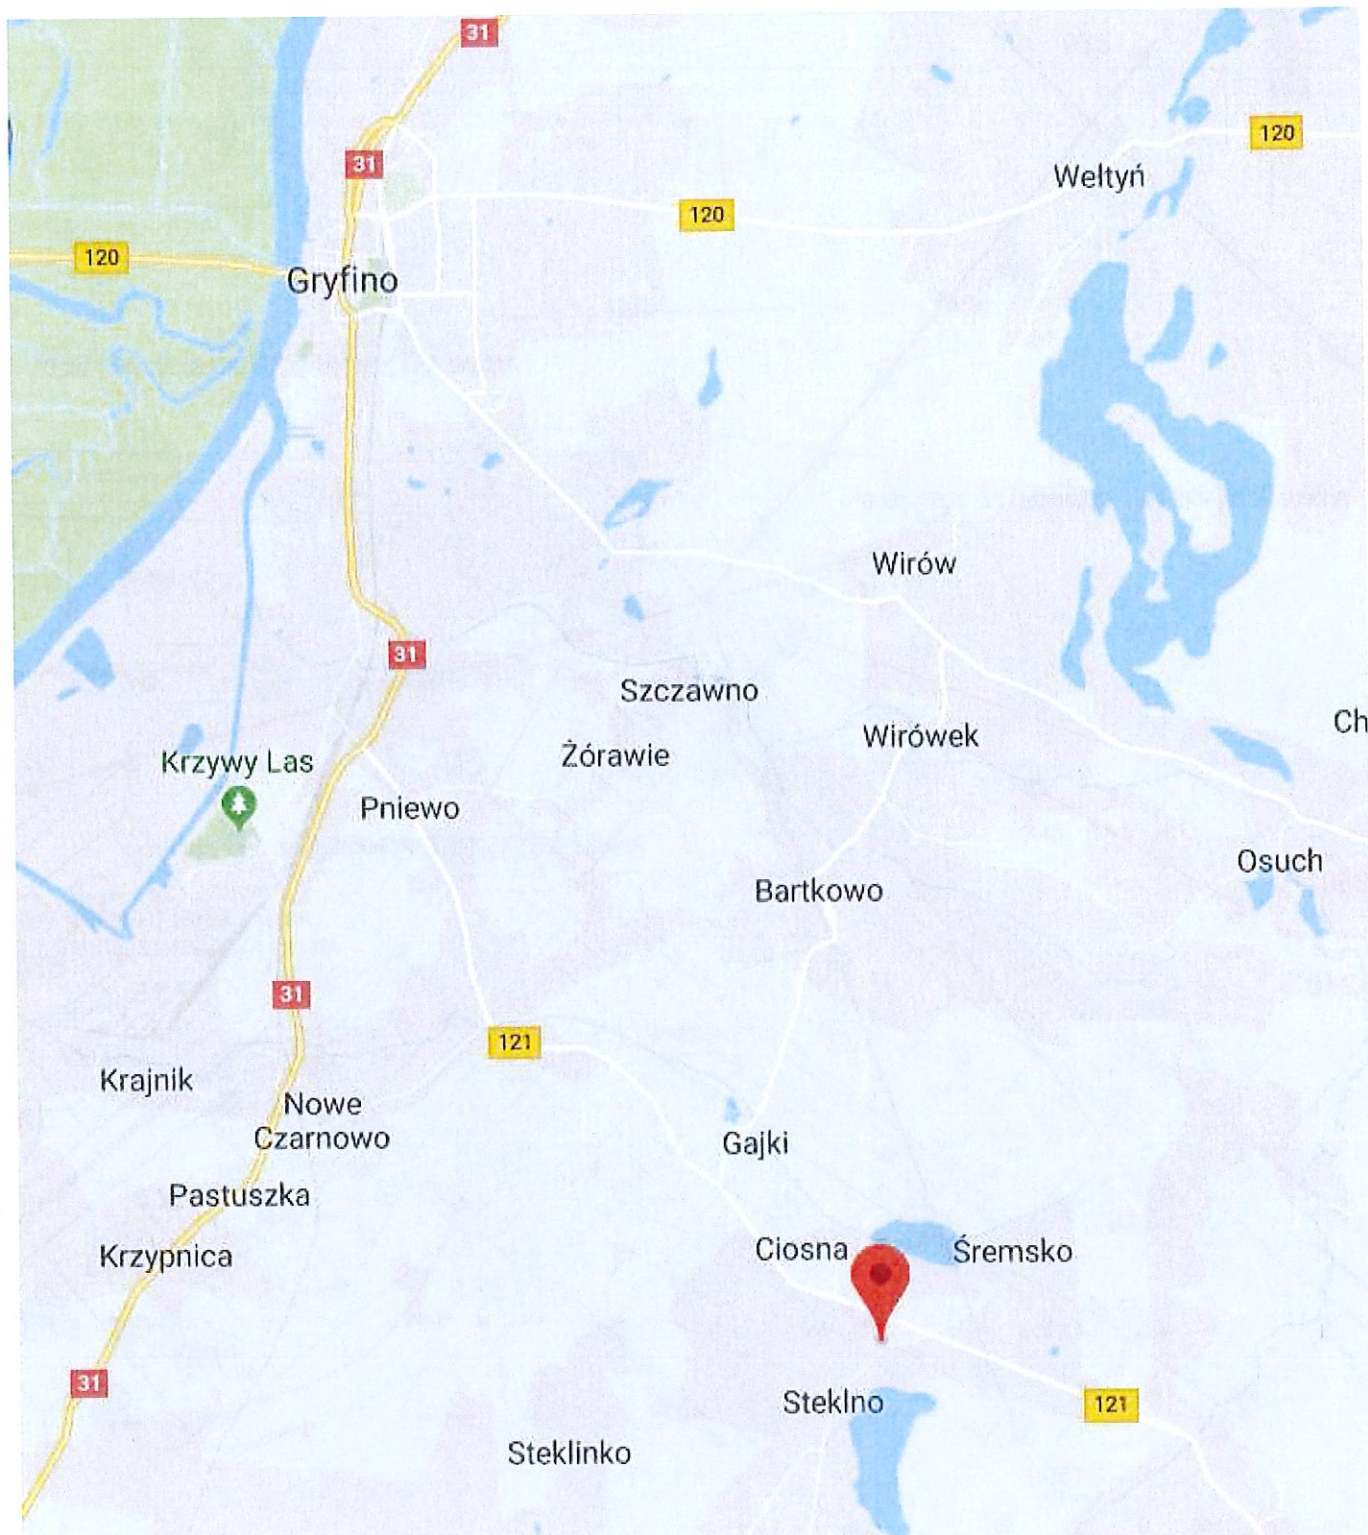 31
120
31
Wełtyń
120
120
Gryfino
Wirów
31
Szczawno
Ch
Wirówek
Żórawie
Krzywy Las
Pniewo
Osuch
Bartkowo
31
121
Krajnik
Nowe
Czarnowo
Gajki
Pastuszka
Ciosna
Śremsko
Krzypnica
31
Steklno
121
Steklinko